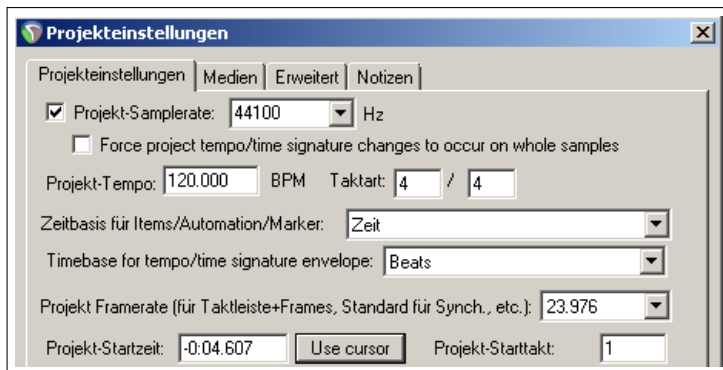 Projekteinstellungen
Projekteinstellungen Medien Erweitert Notizen
Projekt-Samplerate: 44100 Hz
Force project tempo/time signature changes to occur on whole samples
Projekt-Tempo: 120.000 BPM Taktart: 4 / 4
Zeitbasis für Items/Automation/Marker: Zeit
Timebase for tempo/time signature envelope: Beats
Projekt Framerate (für Taktleiste+Frames, Standard für Synch., etc.): 23.976
Projekt-Startzeit: -0:04.607 Use cursor Projekt-Starttakt: 1